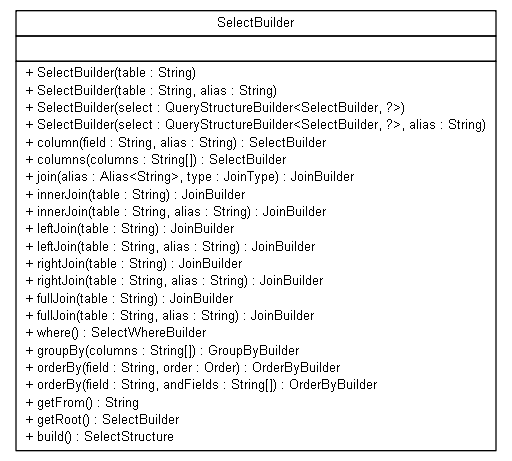 SelectBuilder
+ SelectBuilder(table : String)
+ SelectBuilder(table : String, alias : String)
+ SelectBuilder(select : QueryStructureBuilder<SelectBuilder, ?>)
+ SelectBuilder(select : QueryStructureBuilder<SelectBuilder, ?>, alias : String)
+ column(field : String, alias : String) : SelectBuilder
+ columns(columns : String[]) : SelectBuilder
+ join(alias : Alias<String>, type : JoinType) : JoinBuilder
+ innerJoin(table : String) : JoinBuilder
+ innerJoin(table : String, alias : String) : JoinBuilder
+ leftJoin(table : String) : JoinBuilder
+ leftJoin(table : String, alias : String) : JoinBuilder
+ rightJoin(table : String) : JoinBuilder
+ rightJoin(table : String, alias : String) : JoinBuilder
+ fullJoin(table : String) : JoinBuilder
+ fullJoin(table : String, alias : String) : JoinBuilder
+ where() : SelectWhereBuilder
+ groupBy(columns : String[]) : GroupByBuilder
+ orderBy(field : String, order : Order) : OrderByBuilder
+ orderBy(field : String, andFields : String[]) : OrderByBuilder
+ getFrom() : String
+ getRoot() : SelectBuilder
+ build() : SelectStructure